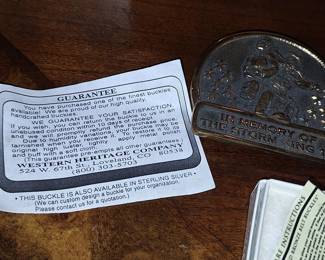 GUARANTEE
You have purchased one of the finest buckles
available! We are proud of our high quality,
handcrafted buckles.
WE GUARANTEE YOUR SATISFACTION.
If you wish, you can return the buckle to us in an
unabused condition within 7 days of receipt, price,
and we will promptly refund the purchase
Due to humidity variations, your buckle may be
tarnished when you receive it. To restore it to its
original high luster, lightly apply metal polish
and buff with a soft cloth.
This guarantee pre-empts all other guarantees.
WESTERN HERITAGE COMPANY
524 W. 67th St. Loveland, CO 80538
(800) 303-5703
• THIS BUCKLE IS ALSO AVAILABLE IN STERLING SILVER •
(We can custom design a buckle for your organization.)
Please contact us for a quotation.
IN MEMORY OF
THE STORM
INSTRUCTIONS